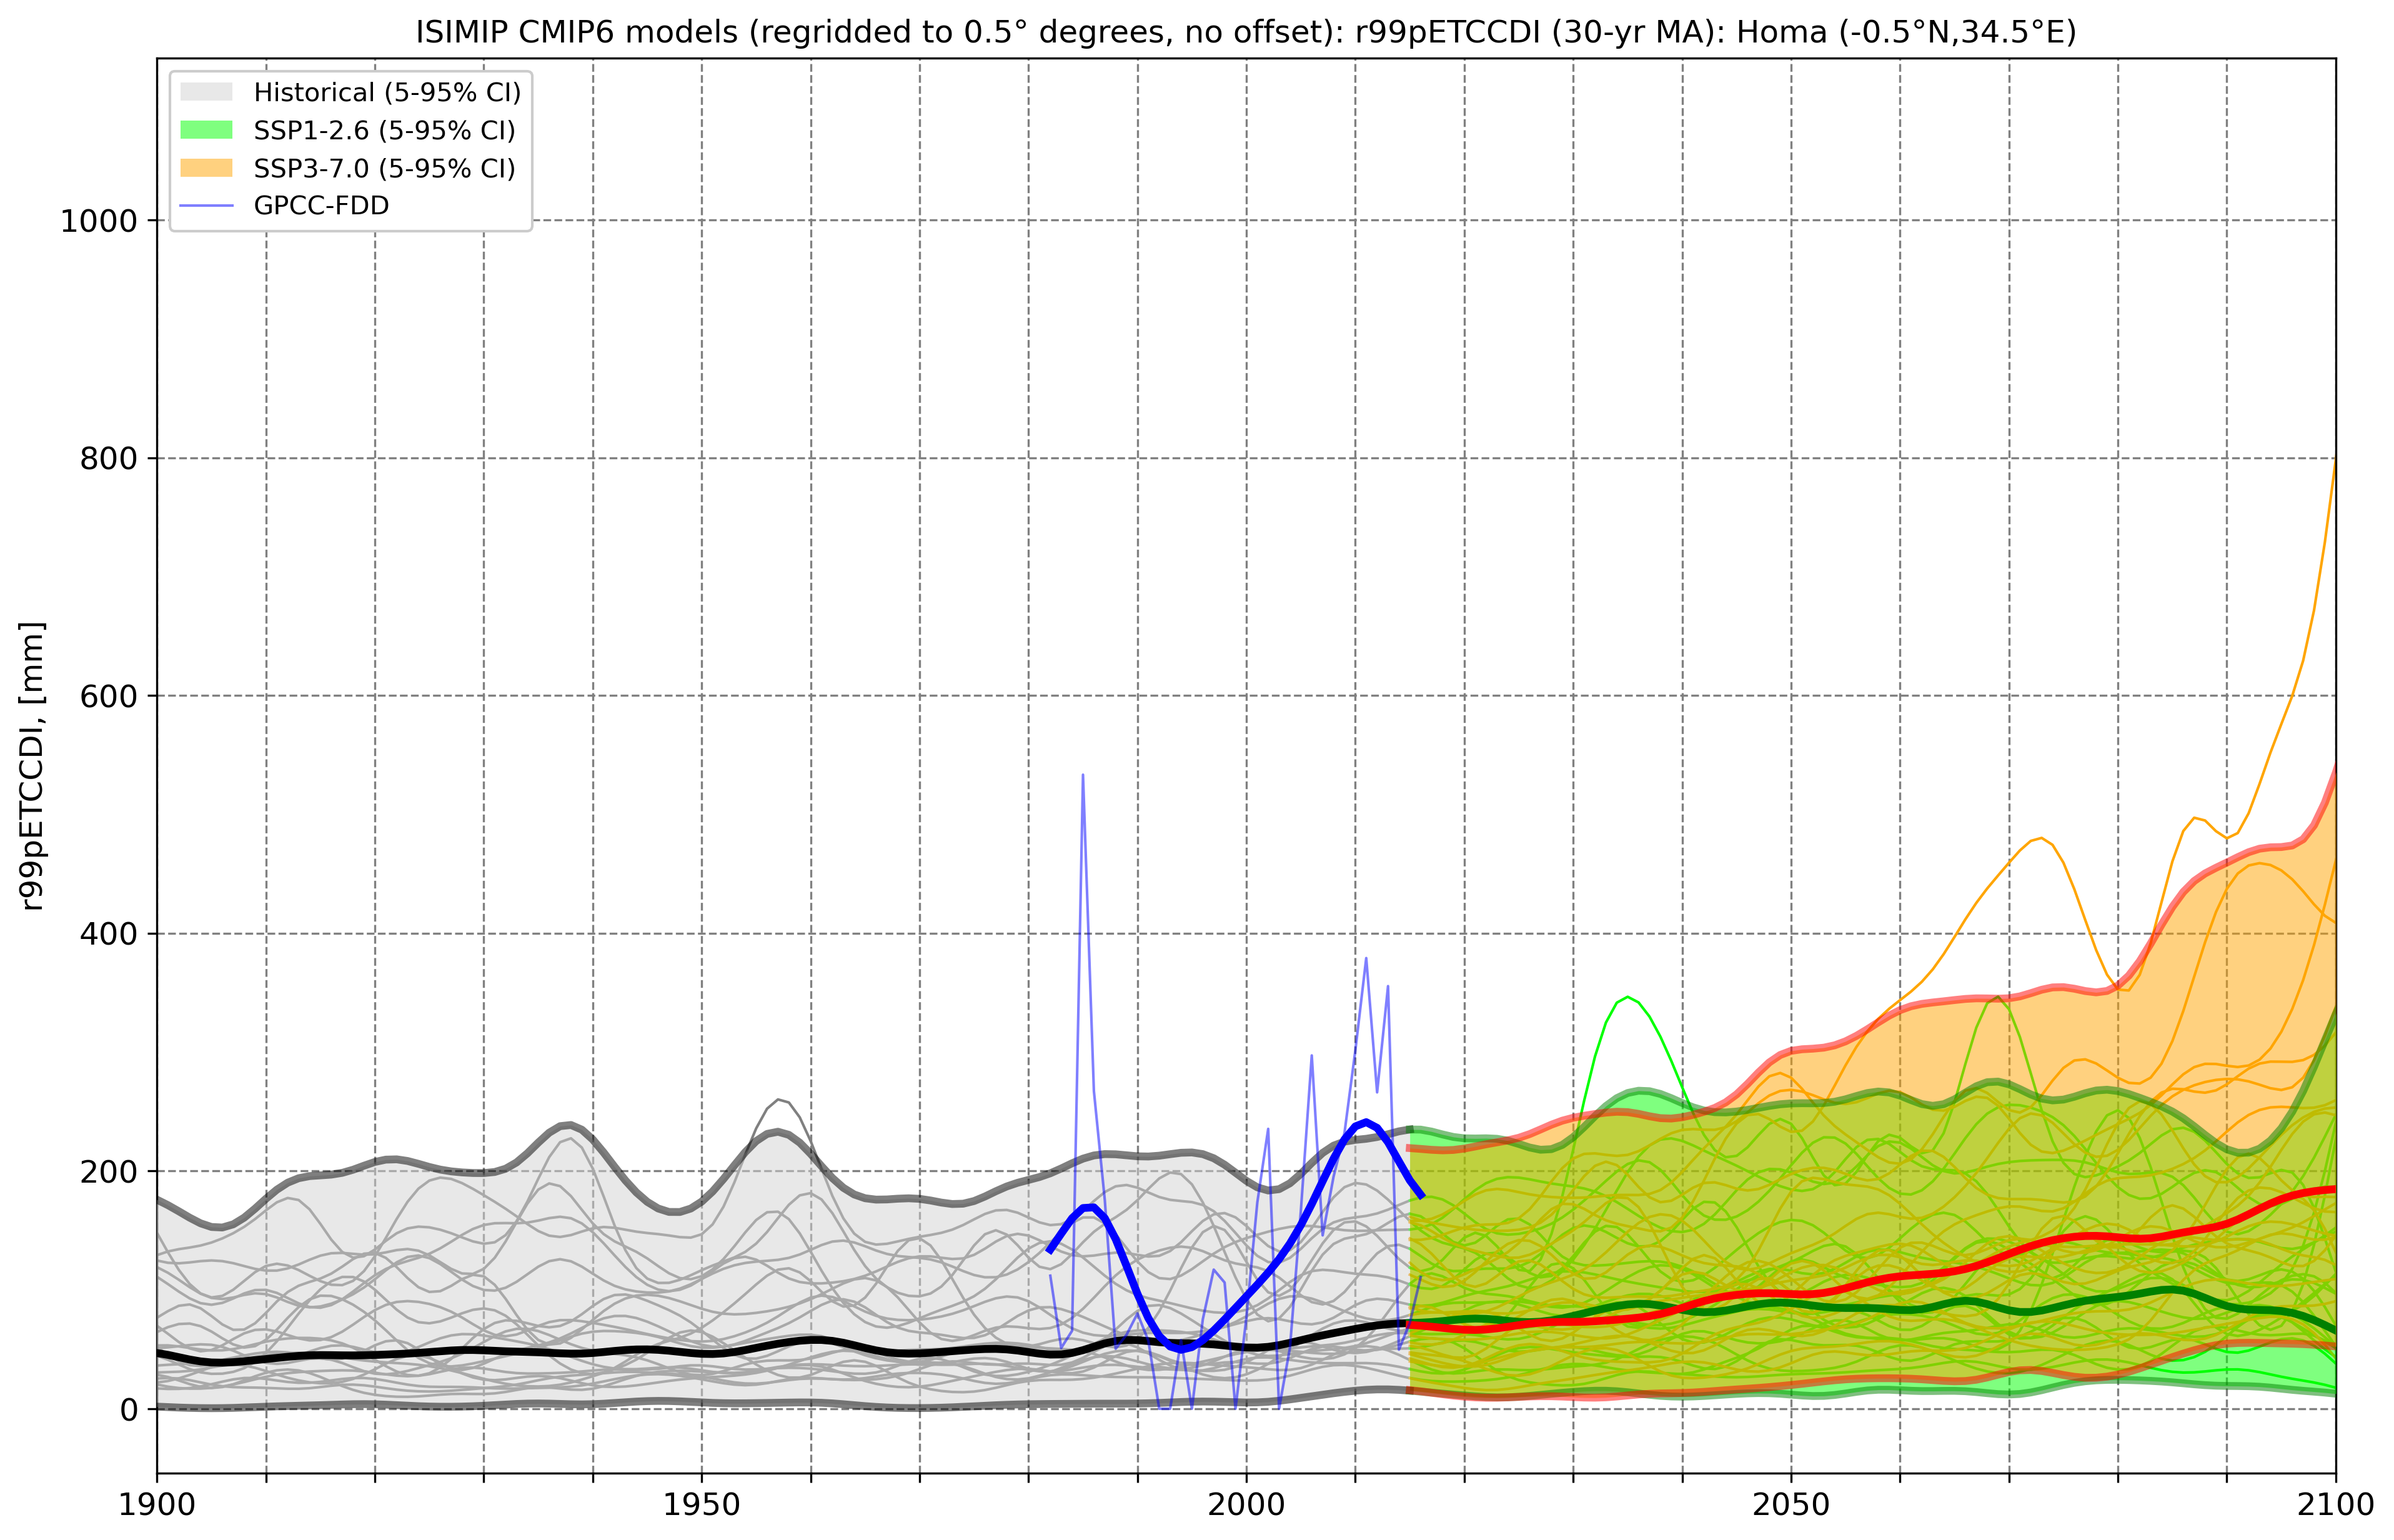 ISIMIP CMIP6 models (regridded to 0.5° degrees, no offset): r99pETCCDI (30-yr MA): Homa (-0.5°N,34.5°E)
Historical (5-95% CI)
SSP1-2.6 (5-95% CI)
SSP3-7.0 (5-95% CI)
GPCC-FDD
r99pETCCDI, [mm]
1000
800
600
400
200
0
1900
1950
2000
2050
2100